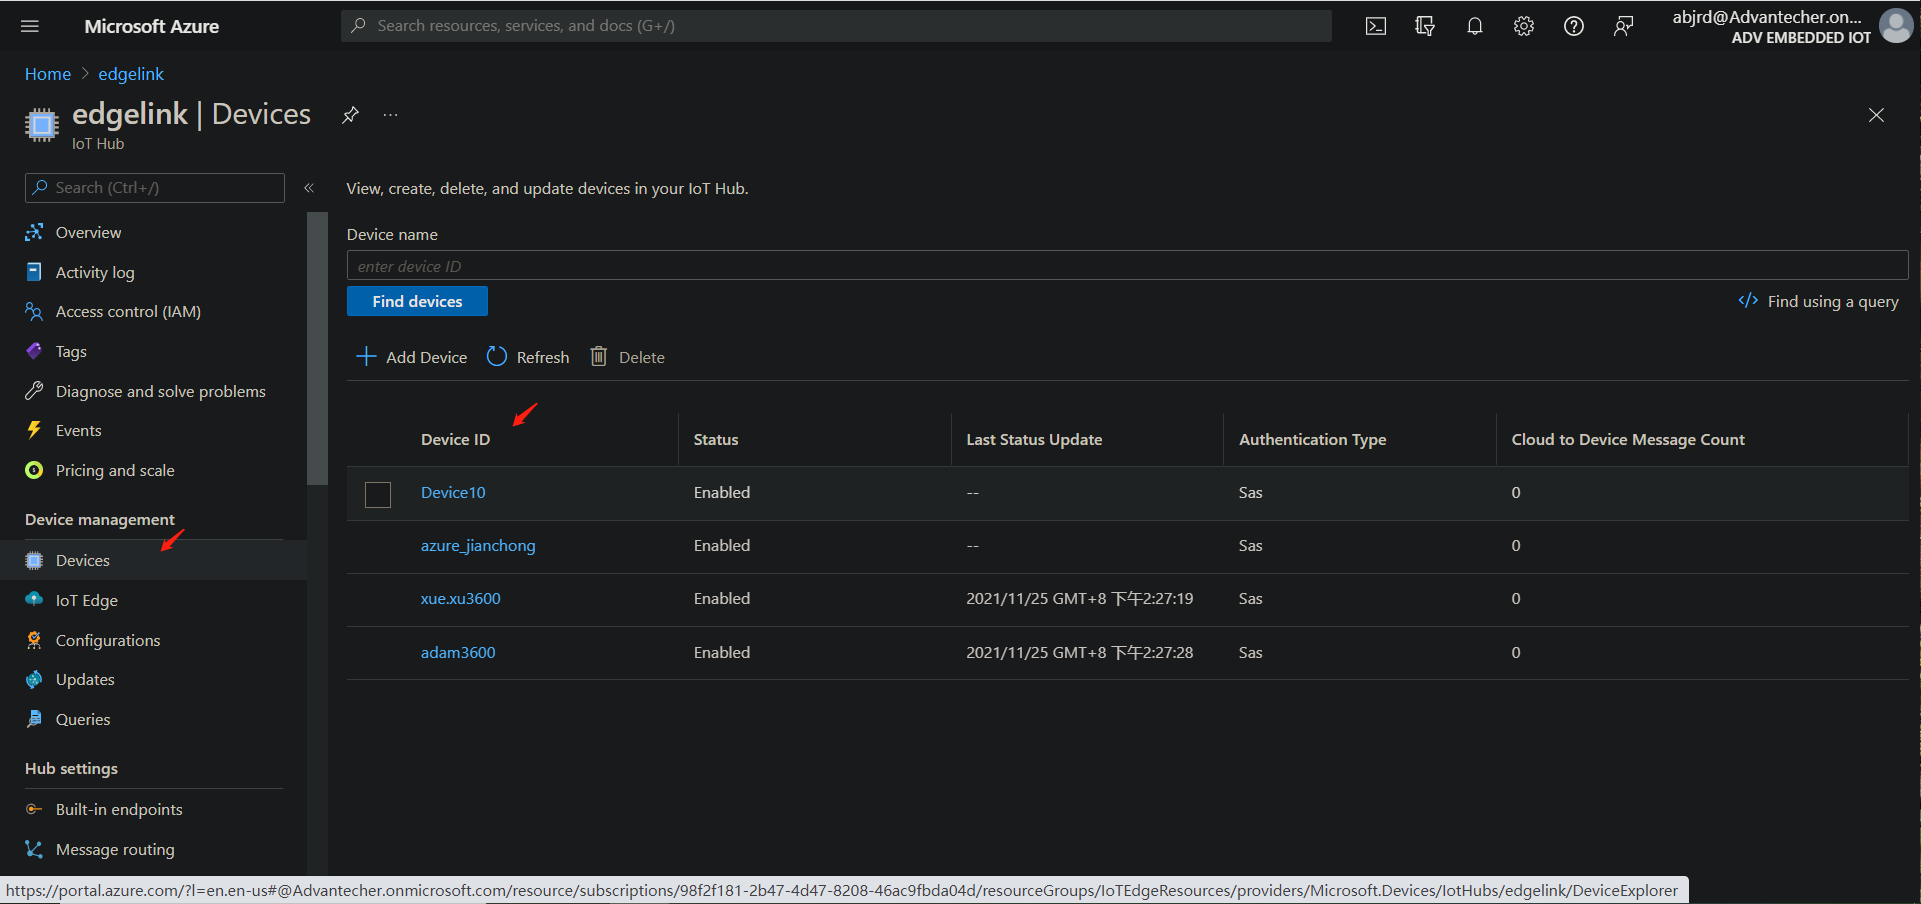 Microsoft Azure
Search resources, services, and docs (G+/)
abjrd@Advantecher.on...
ADV EMBEDDED IOT
Home > edgelink
edgelink | Devices
IoT Hub
Search (Ctrl+/)
Overview
Activity log
Access control (IAM)
Tags
Diagnose and solve problems
Events
Pricing and scale
Device management
Devices
IoT Edge
Configurations
Updates
Queries
Hub settings
Built-in endpoints
Message routing
View, create, delete, and update devices in your IoT Hub.
Device name
enter device ID
Find devices
Find using a query
Add Device Refresh Delete
Device ID Status Last Status Update Authentication Type Cloud to Device Message Count
Device10 Enabled -- Sas 0
azure_jianchong Enabled -- Sas 0
xue.xu3600 Enabled 2021/11/25 GMT+8 下午2:27:19 Sas 0
adam3600 Enabled 2021/11/25 GMT+8 下午2:27:28 Sas 0
https://portal.azure.com/?l=en.en-us#@Advantecher.onmicrosoft.com/resource/subscriptions/98f2f181-2b47-4d47-8208-46ac9fbda04d/resourceGroups/IoTEdgeResources/providers/Microsoft.Devices/IotHubs/edgelink/DeviceExplorer